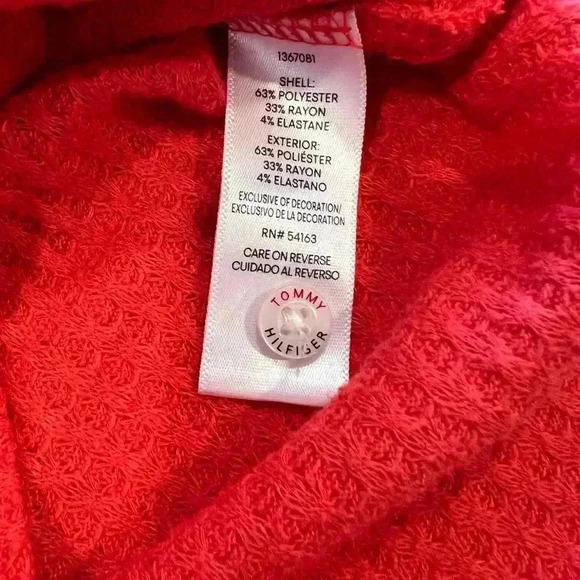 1367081
SHELL:
63% POLYESTER
33% RAYON
4% ELASTANE
EXTERIOR:
63% POLIÉSTER
33% RAYON
4% ELASTANO
EXCLUSIVE OF DECORATION/
EXCLUSIVO DE LA DECORATION
RN# 54163
CARE ON REVERSE
CUIDADO AL REVERSO
TOMMY
HILFIGER